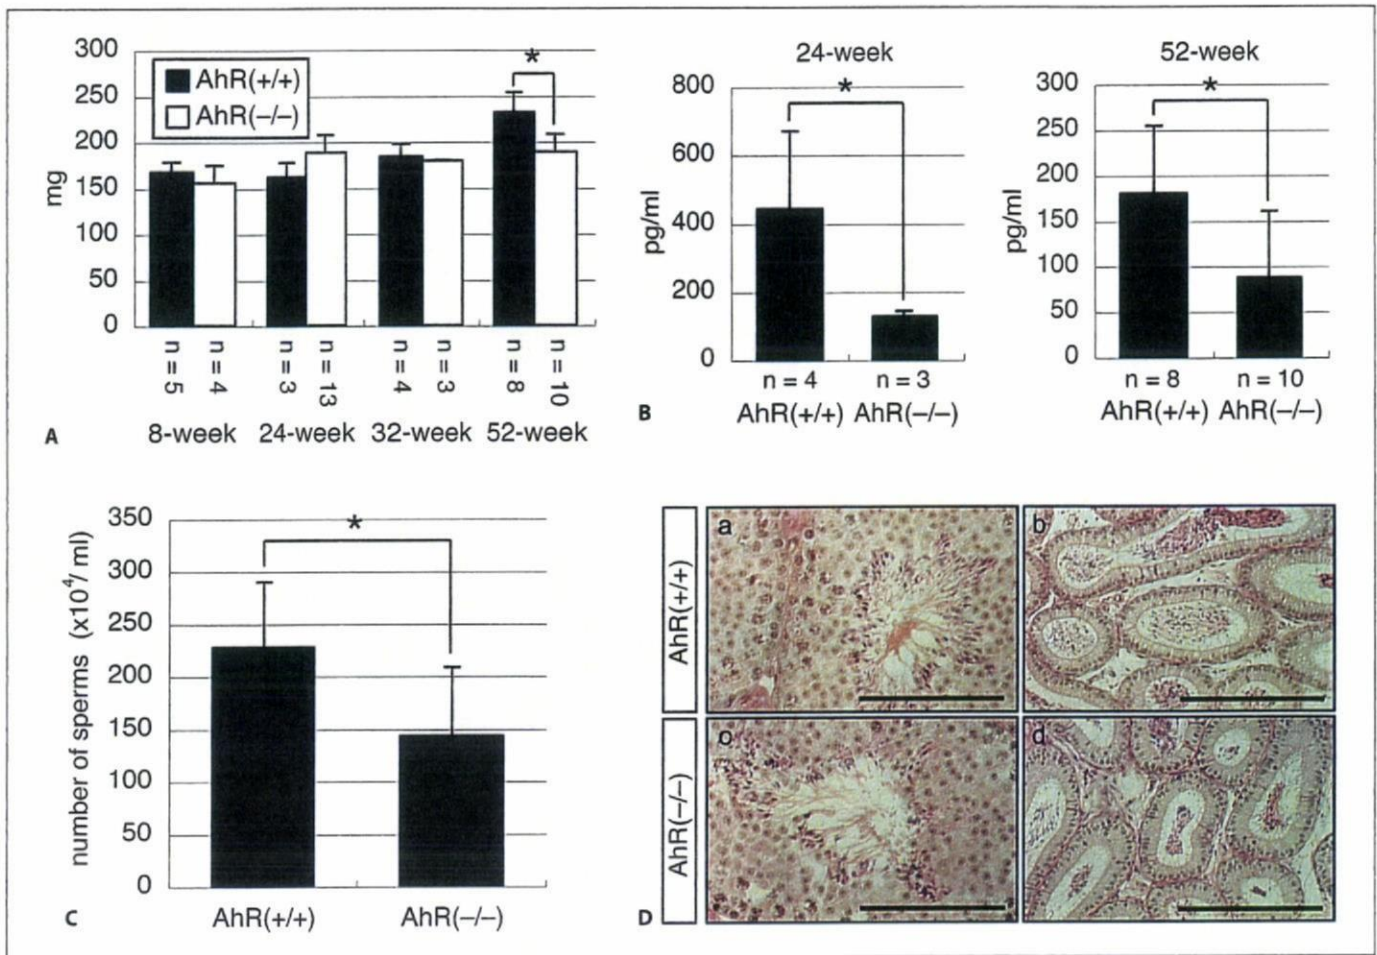 300
250
200
150
100
50
0
mg
AhR(+/+)
AhR(–/–)
*
n = 5
n = 4
n = 3
n = 13
n = 4
n = 3
n = 8
n = 10
8-week
24-week
32-week
52-week
A
24-week
800
600
400
200
0
pg/ml
*
n = 4
n = 3
AhR(+/+)
AhR(–/–)
52-week
300
250
200
150
100
50
0
pg/ml
*
n = 8
n = 10
AhR(+/+)
AhR(–/–)
B
350
300
250
200
150
100
50
0
number of sperms (x10⁴/ ml)
*
AhR(+/+)
AhR(–/–)
C
AhR(+/+)
AhR(–/–)
a
b
c
d
D